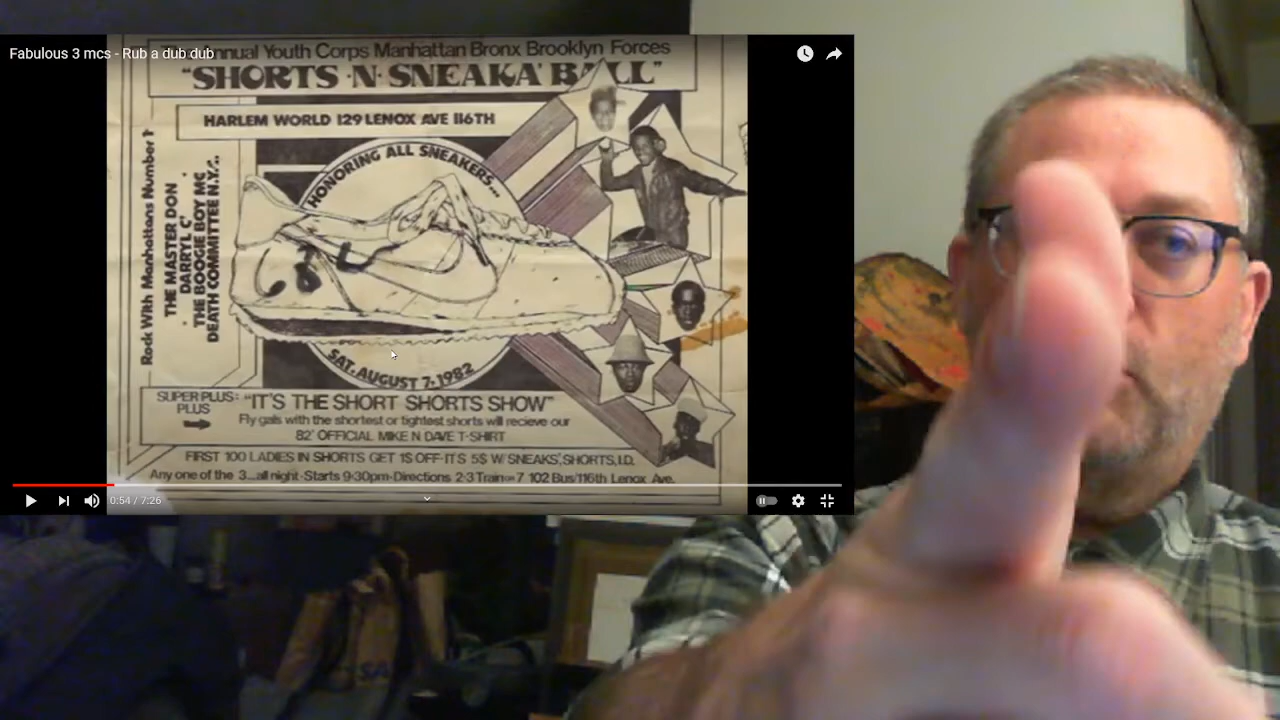 Fabulous 3 mcs - Rub a dub dub
Annual Youth Corps Manhattan Bronx Brooklyn Forces
"SHORTS ·N· SNEAKA' BALL"
HARLEM WORLD 129 LENOX AVE 116TH
Rock With Manhattans Number 1
THE MASTER DON
DARRYL C'
THE BOOGIE BOY MC
DEATH COMMITTEE N.Y.
HONORING ALL SNEAKERS...
SAT. AUGUST 7, 1982
SUPER PLUS:
PLUS
"IT'S THE SHORT SHORTS SHOW"
Fly gals with the shortest or tightest shorts will recieve our
82' OFFICIAL MIKE N DAVE T-SHIRT
FIRST 100 LADIES IN SHORTS GET 1$ OFF-ITS 5$ W/ SNEAKS, SHORTS, I.D.
Any one of the 3....all night · Starts 9·30pm · Directions 2·3 Train on 7 102 Bus/116th Lenox Ave.
0:54 / 7:26